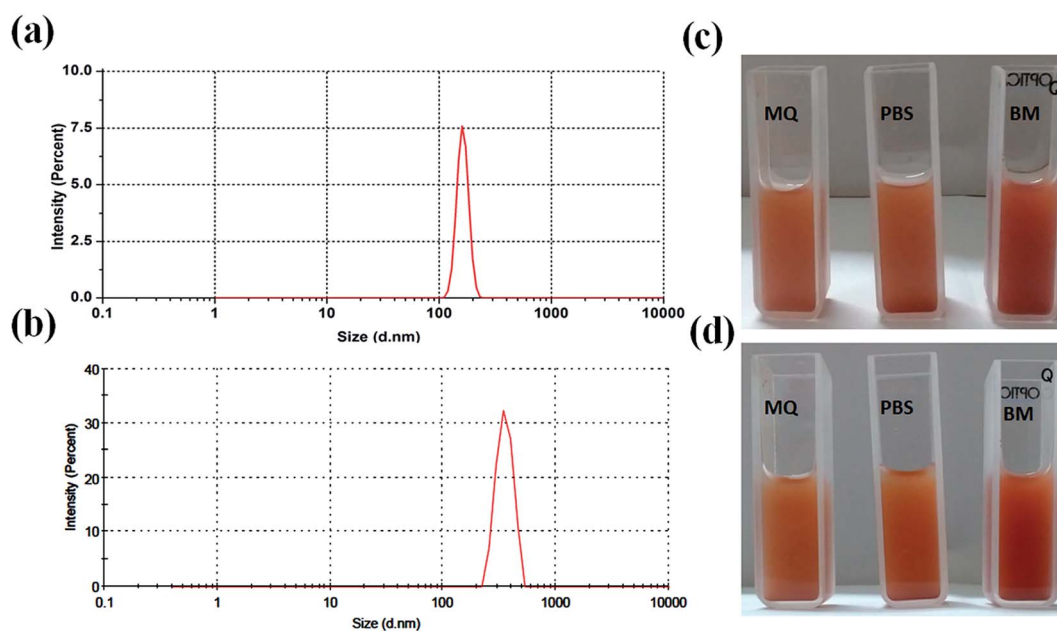 (a)
10.0
7.5
5.0
2.5
0.0
Intensity (Percent)
0.1 1 10 100 1000 10000
Size (d.nm)
(b)
40
30
20
10
0
Intensity (Percent)
0.1 1 10 100 1000 10000
Size (d.nm)
(c)
OPTIC Q
MQ PBS BM
(d)
Q
OPTIC
MQ PBS BM